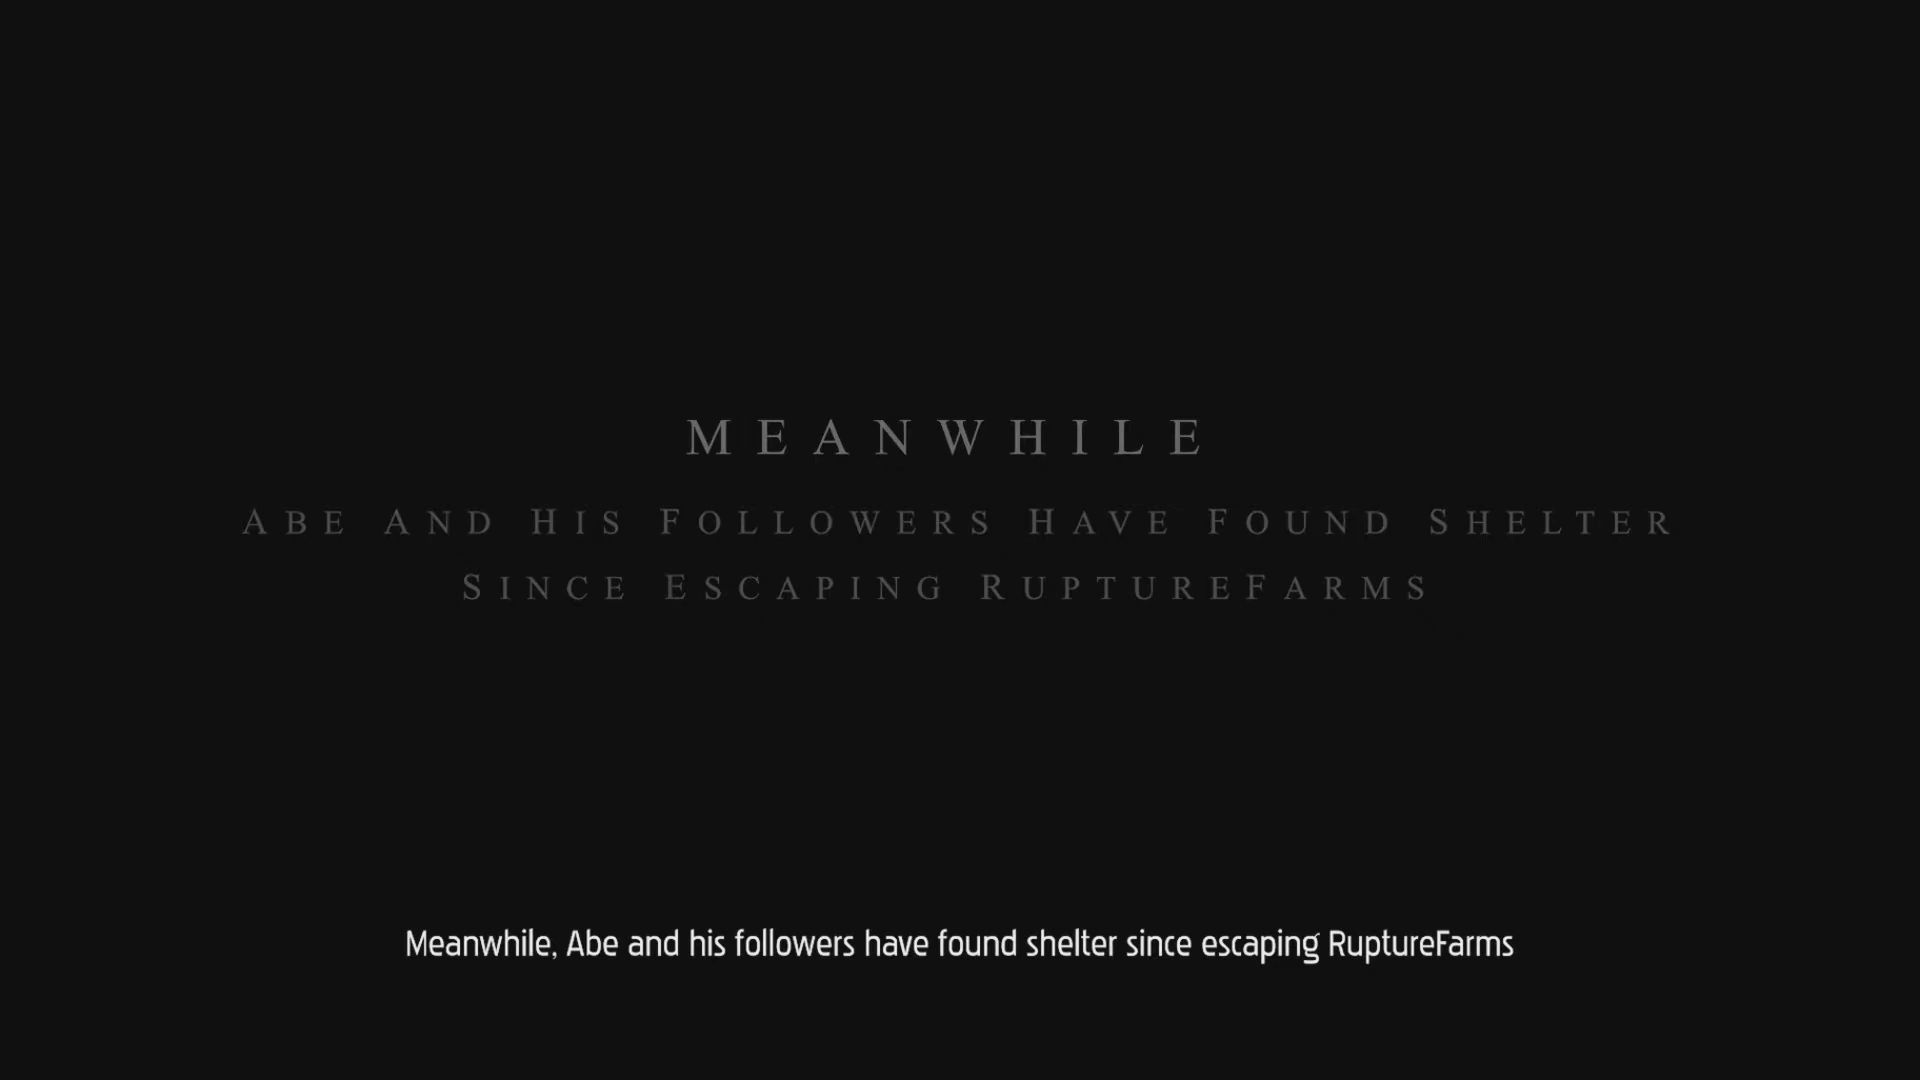 MEANWHILE
ABE AND HIS FOLLOWERS HAVE FOUND SHELTER
SINCE ESCAPING RUPTUREFARMS
Meanwhile, Abe and his followers have found shelter since escaping RuptureFarms